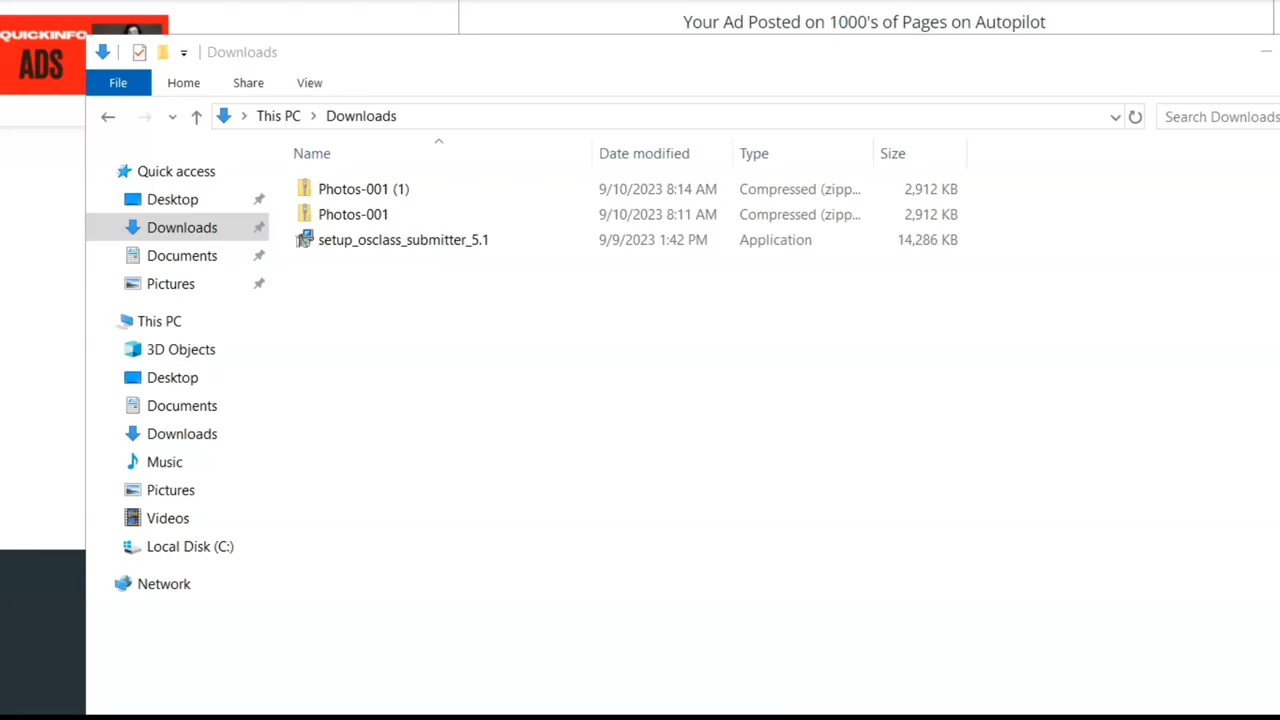 Your Ad Posted on 1000's of Pages on Autopilot
QUICKINFO
ADS
Downloads
File Home Share View
This PC Downloads
Search Downloads
Name Date modified Type Size
Photos-001 (1) 9/10/2023 8:14 AM Compressed (zipp... 2,912 KB
Photos-001 9/10/2023 8:11 AM Compressed (zipp... 2,912 KB
setup_osclass_submitter_5.1 9/9/2023 1:42 PM Application 14,286 KB
Quick access
Desktop
Downloads
Documents
Pictures
This PC
3D Objects
Desktop
Documents
Downloads
Music
Pictures
Videos
Local Disk (C:)
Network